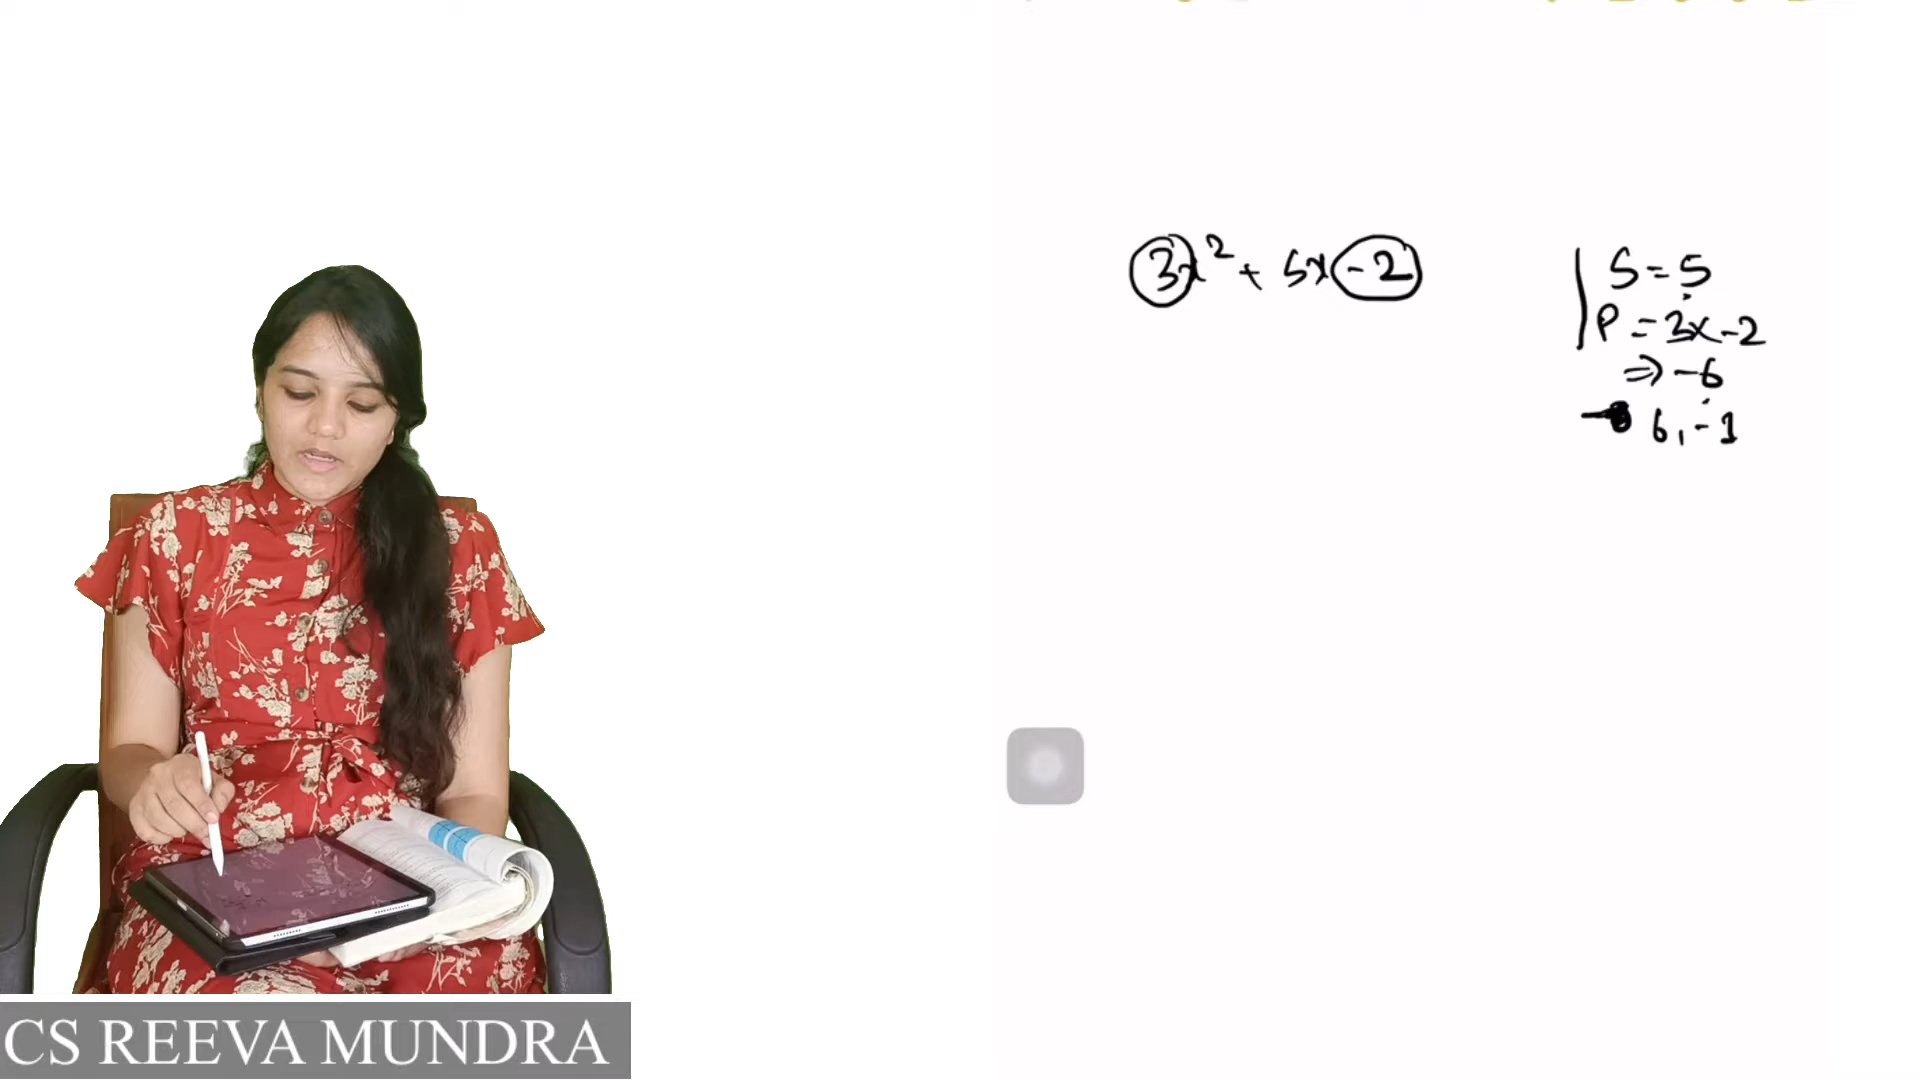 3x² + 5x - 2
S = 5
P = 3x - 2
⇒ -6
6, -1
CS REEVA MUNDRA